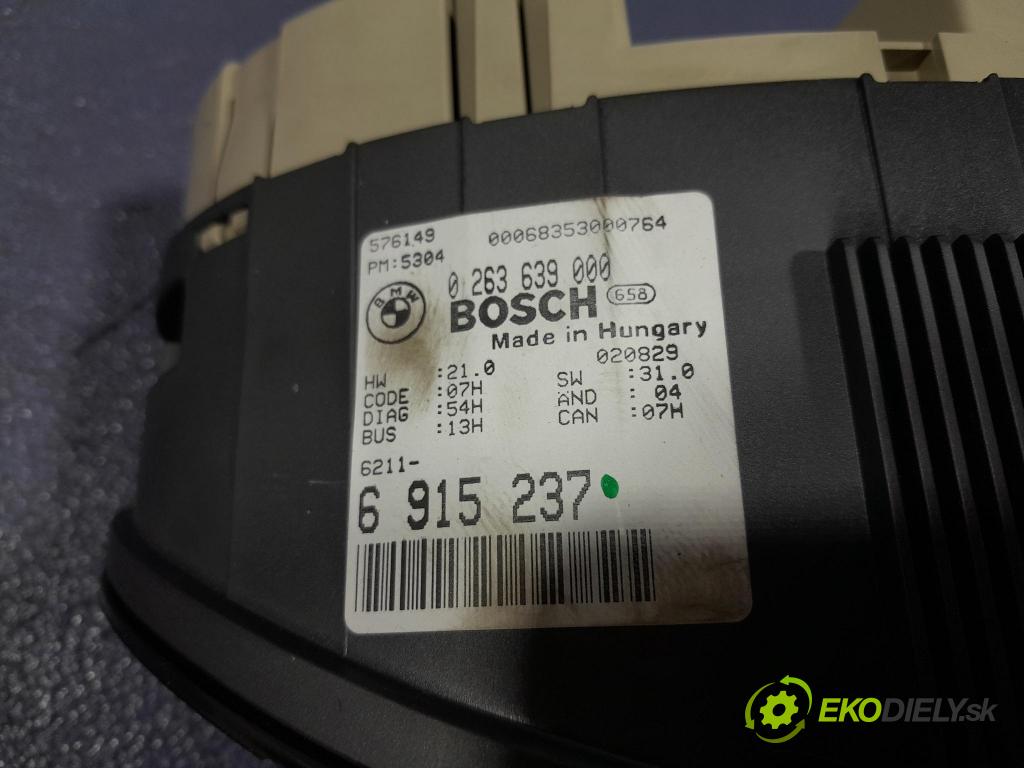 576149 00068353000764
PM:5304
0 263 639 000
BMW
BOSCH 658
Made in Hungary
020829
HW :21.0 SW :31.0
CODE :07H AND : 04
DIAG :54H CAN :07H
BUS :13H
6211-
6 915 237
EKODIELY.sk